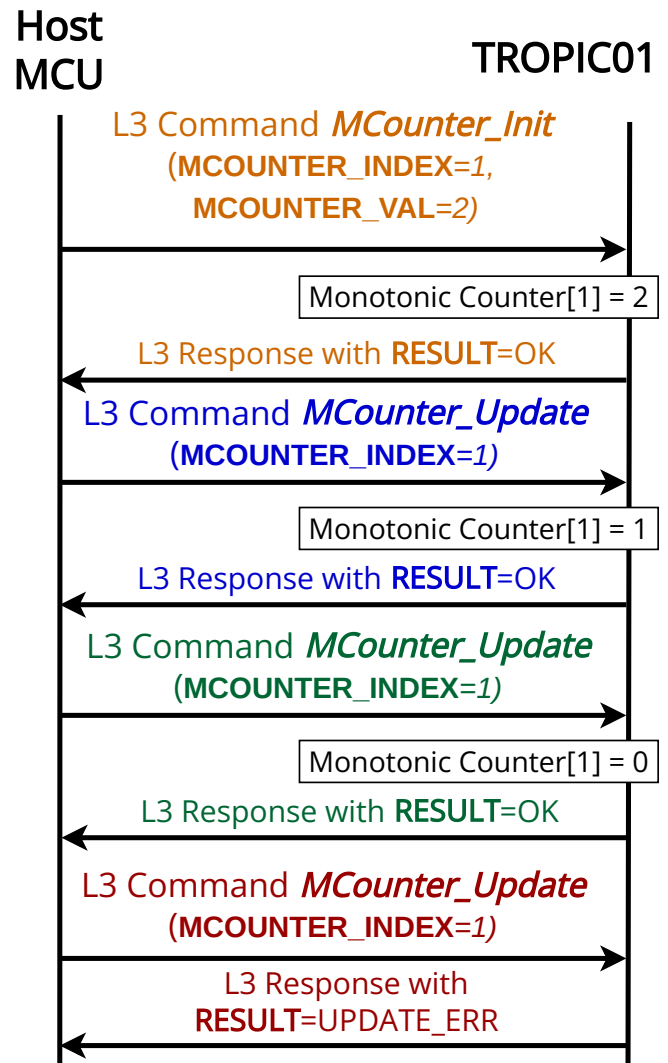 Host
MCU
TROPIC01
L3 Command MCounter_Init
(MCOUNTER_INDEX=1,
MCOUNTER_VAL=2)
Monotonic Counter[1] = 2
L3 Response with RESULT=OK
L3 Command MCounter_Update
(MCOUNTER_INDEX=1)
Monotonic Counter[1] = 1
L3 Response with RESULT=OK
L3 Command MCounter_Update
(MCOUNTER_INDEX=1)
Monotonic Counter[1] = 0
L3 Response with RESULT=OK
L3 Command MCounter_Update
(MCOUNTER_INDEX=1)
L3 Response with
RESULT=UPDATE_ERR